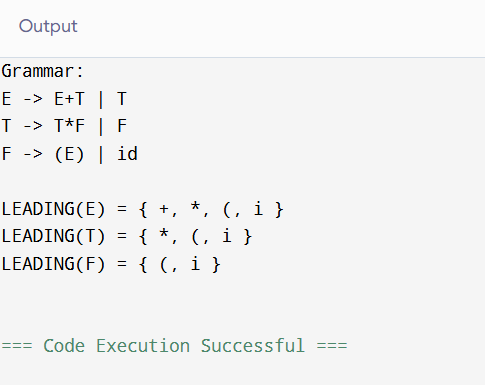 Output
Grammar:
E -> E+T | T
T -> T*F | F
F -> (E) | id
LEADING(E) = { +, *, (, i }
LEADING(T) = { *, (, i }
LEADING(F) = { (, i }
=== Code Execution Successful ===